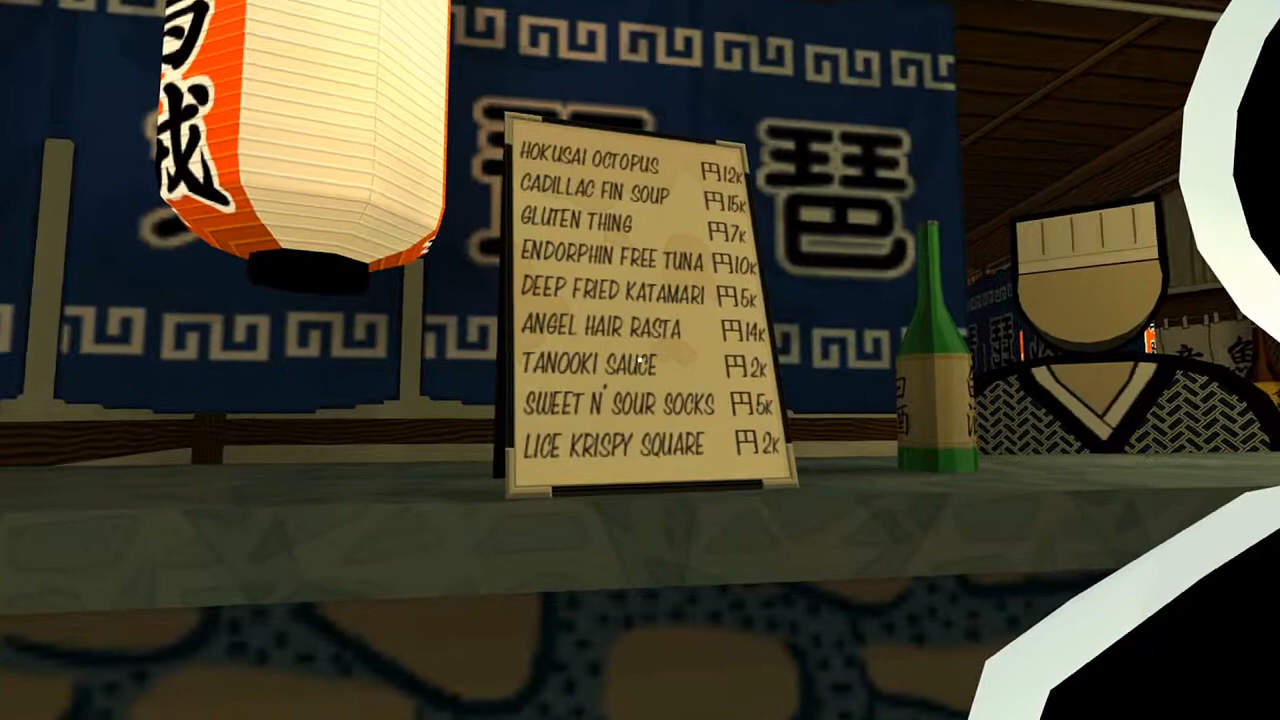 HOKUSAI OCTOPUS 円12K
CADILLAC FIN SOUP 円15K
GLUTEN THING 円7K
ENDORPHIN FREE TUNA 円10K
DEEP FRIED KATAMARI 円5K
ANGEL HAIR RASTA 円14K
TANOOKI SAUCE 円2K
SWEET N' SOUR SOCKS 円5K
LICE KRISPY SQUARE 円2K
琵